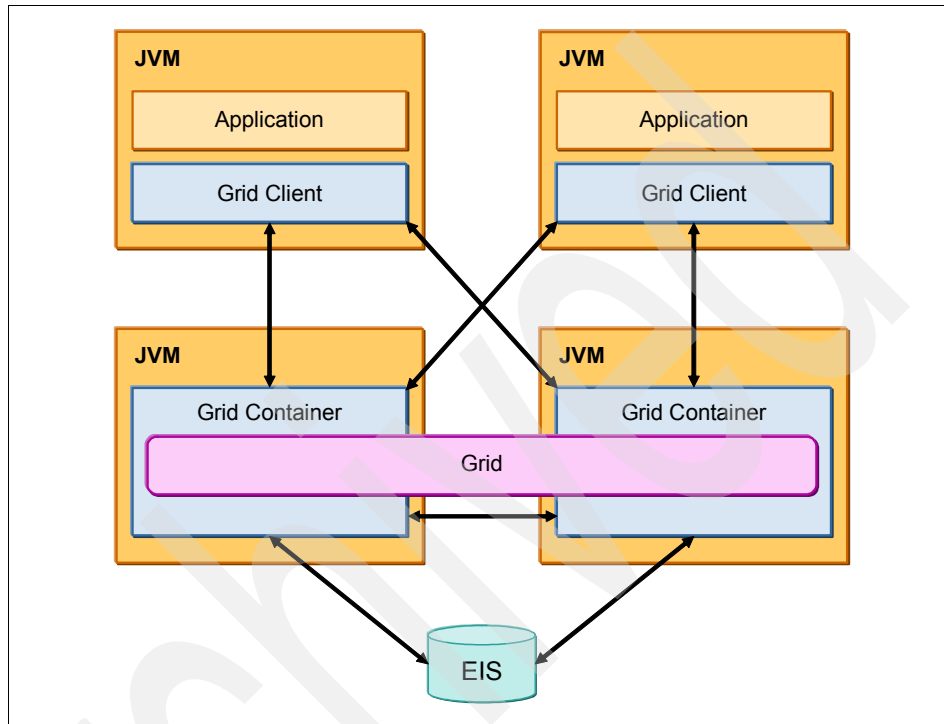 JVM
Application
Grid Client
JVM
Application
Grid Client
JVM
Grid Container
JVM
Grid Container
Grid
EIS